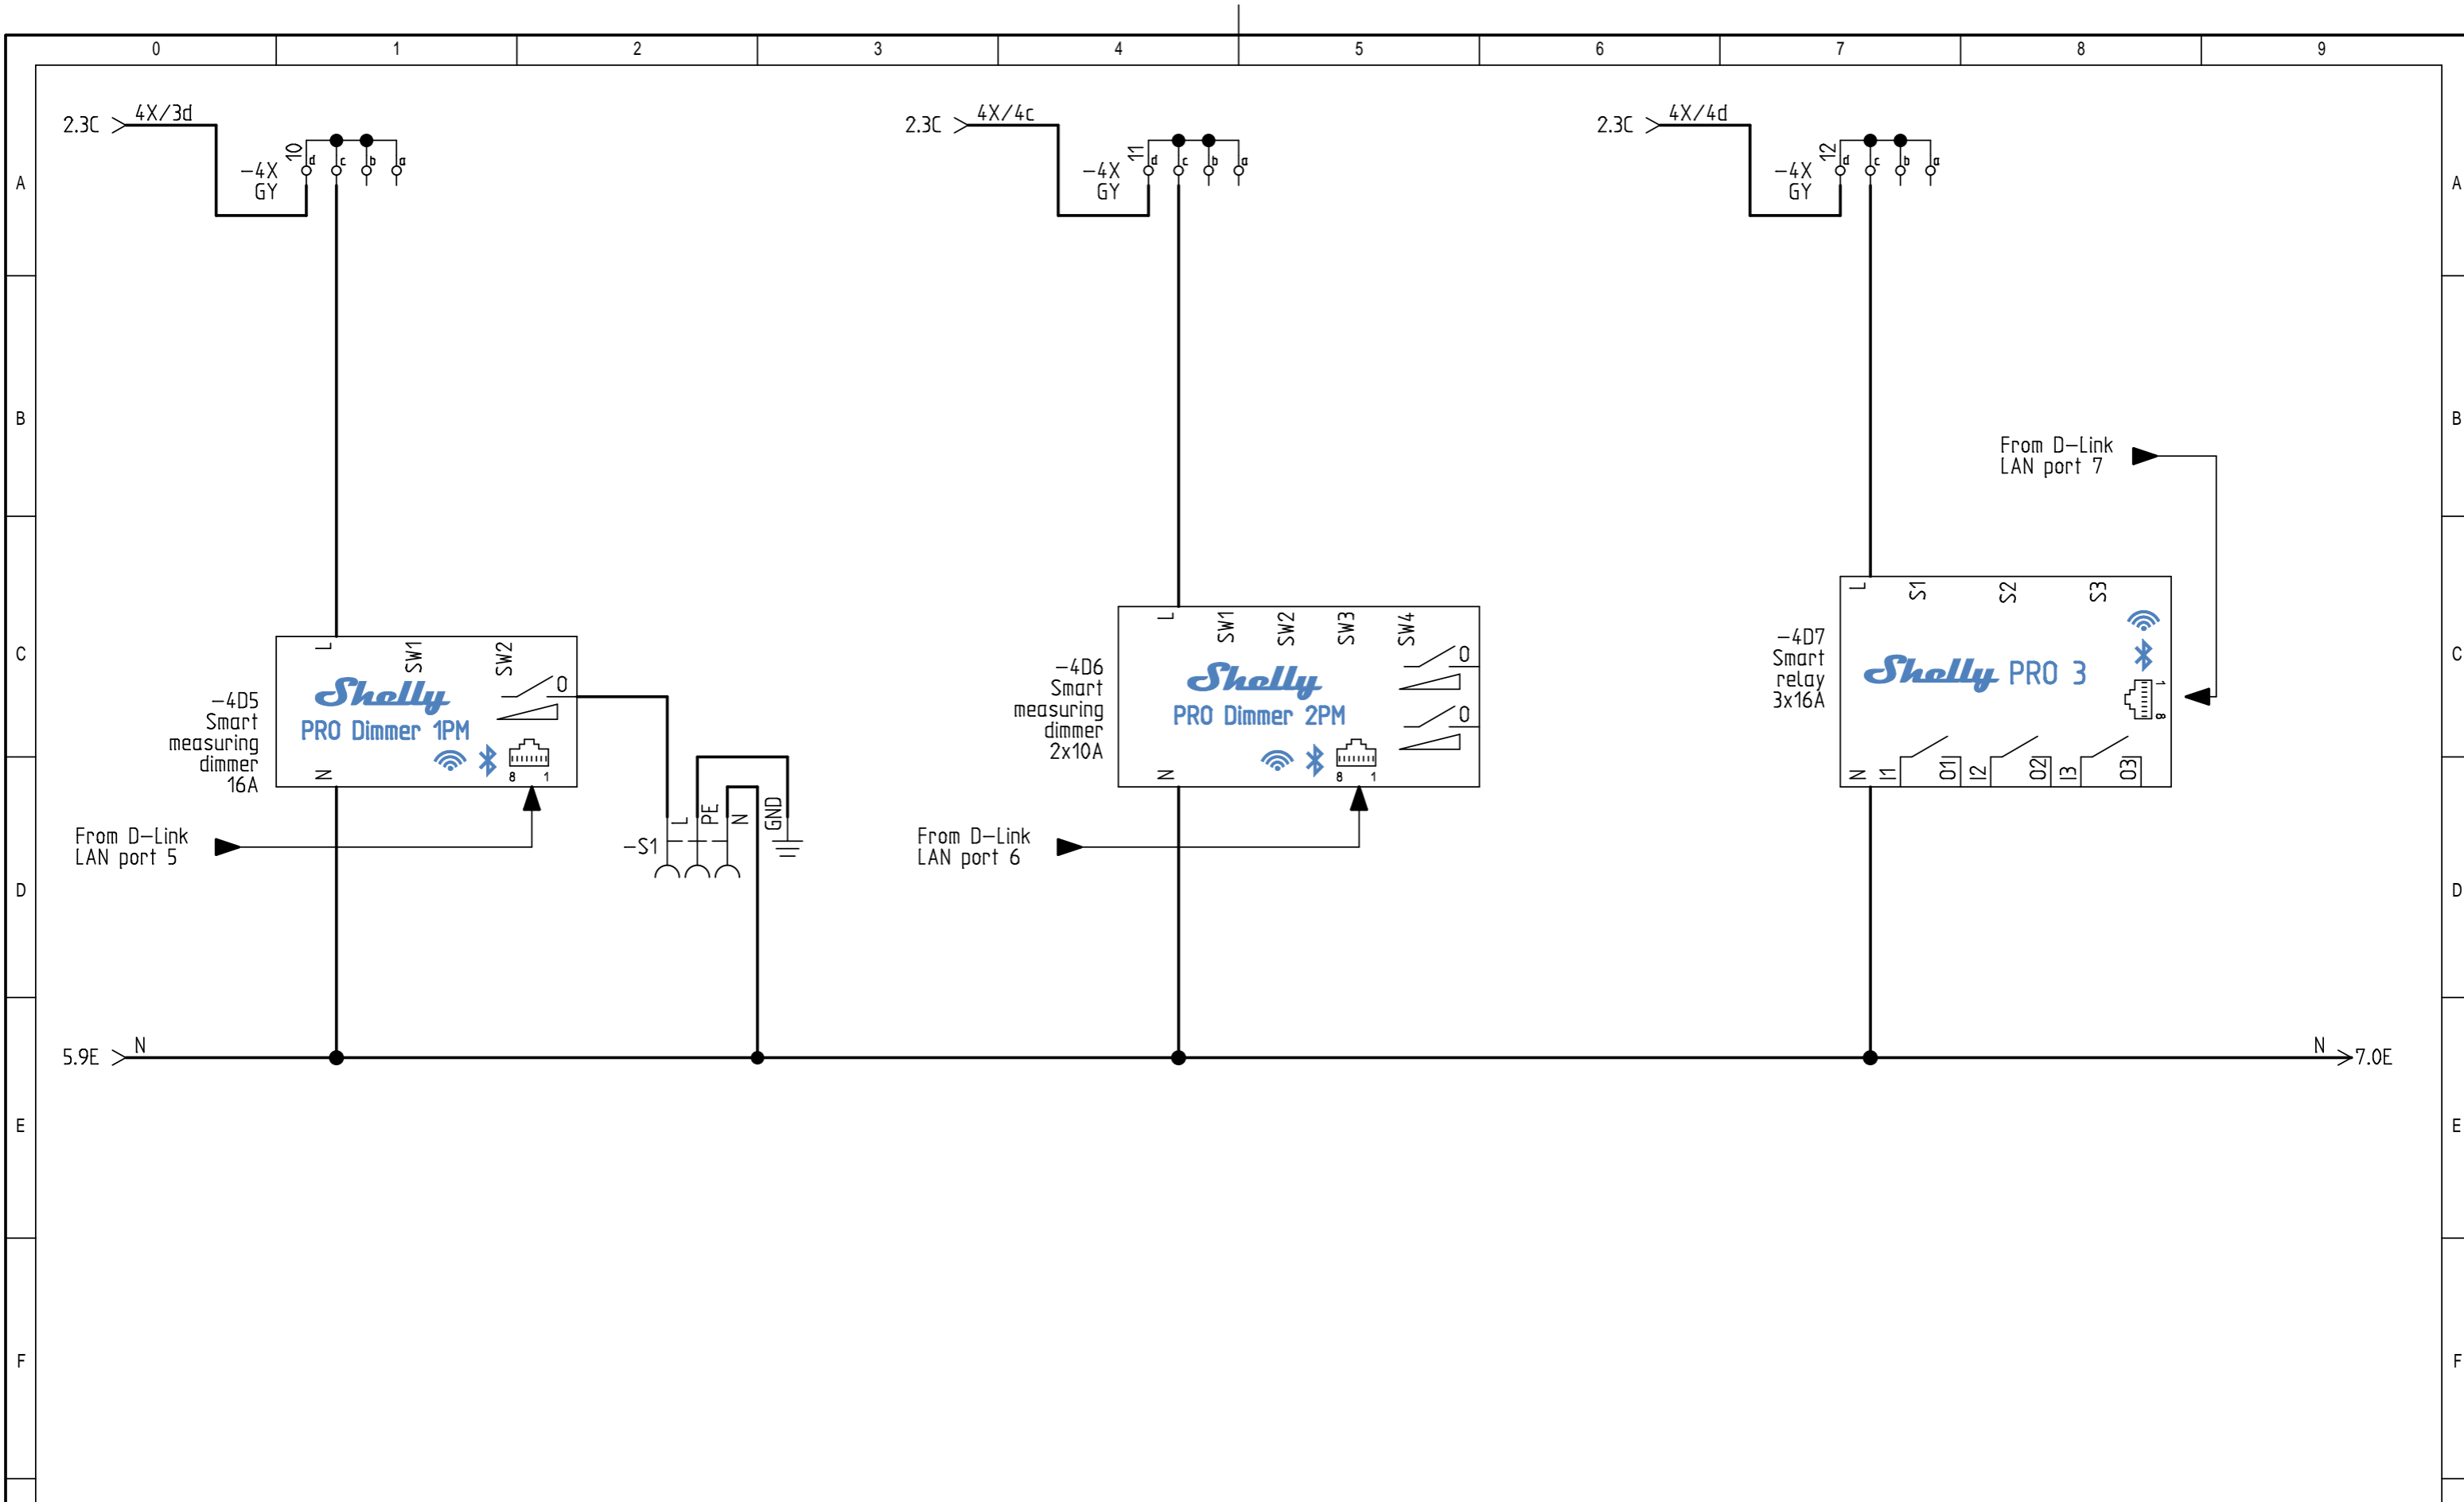 0 1 2 3 4 5 6 7 8 9
2.3C 4X/3d
10 d c b a
-4X
GY
2.3C 4X/4c
11 d c b a
-4X
GY
2.3C 4X/4d
12 d c b a
-4X
GY
A A
B B
From D-Link
LAN port 7
C C
-4D5
Smart
measuring
dimmer
16A
L SW1 SW2
Shelly
PRO Dimmer 1PM
O
N 8 1
From D-Link
LAN port 5
-S1 L PE N GND
-4D6
Smart
measuring
dimmer
2x10A
L SW1 SW2 SW3 SW4
Shelly
PRO Dimmer 2PM
O
O
N 8 1
From D-Link
LAN port 6
-4D7
Smart
relay
3x16A
L S1 S2 S3
Shelly PRO 3
1
8
N I1 O1 I2 O2 I3 O3
D D
5.9E N N 7.0E
E E
F F